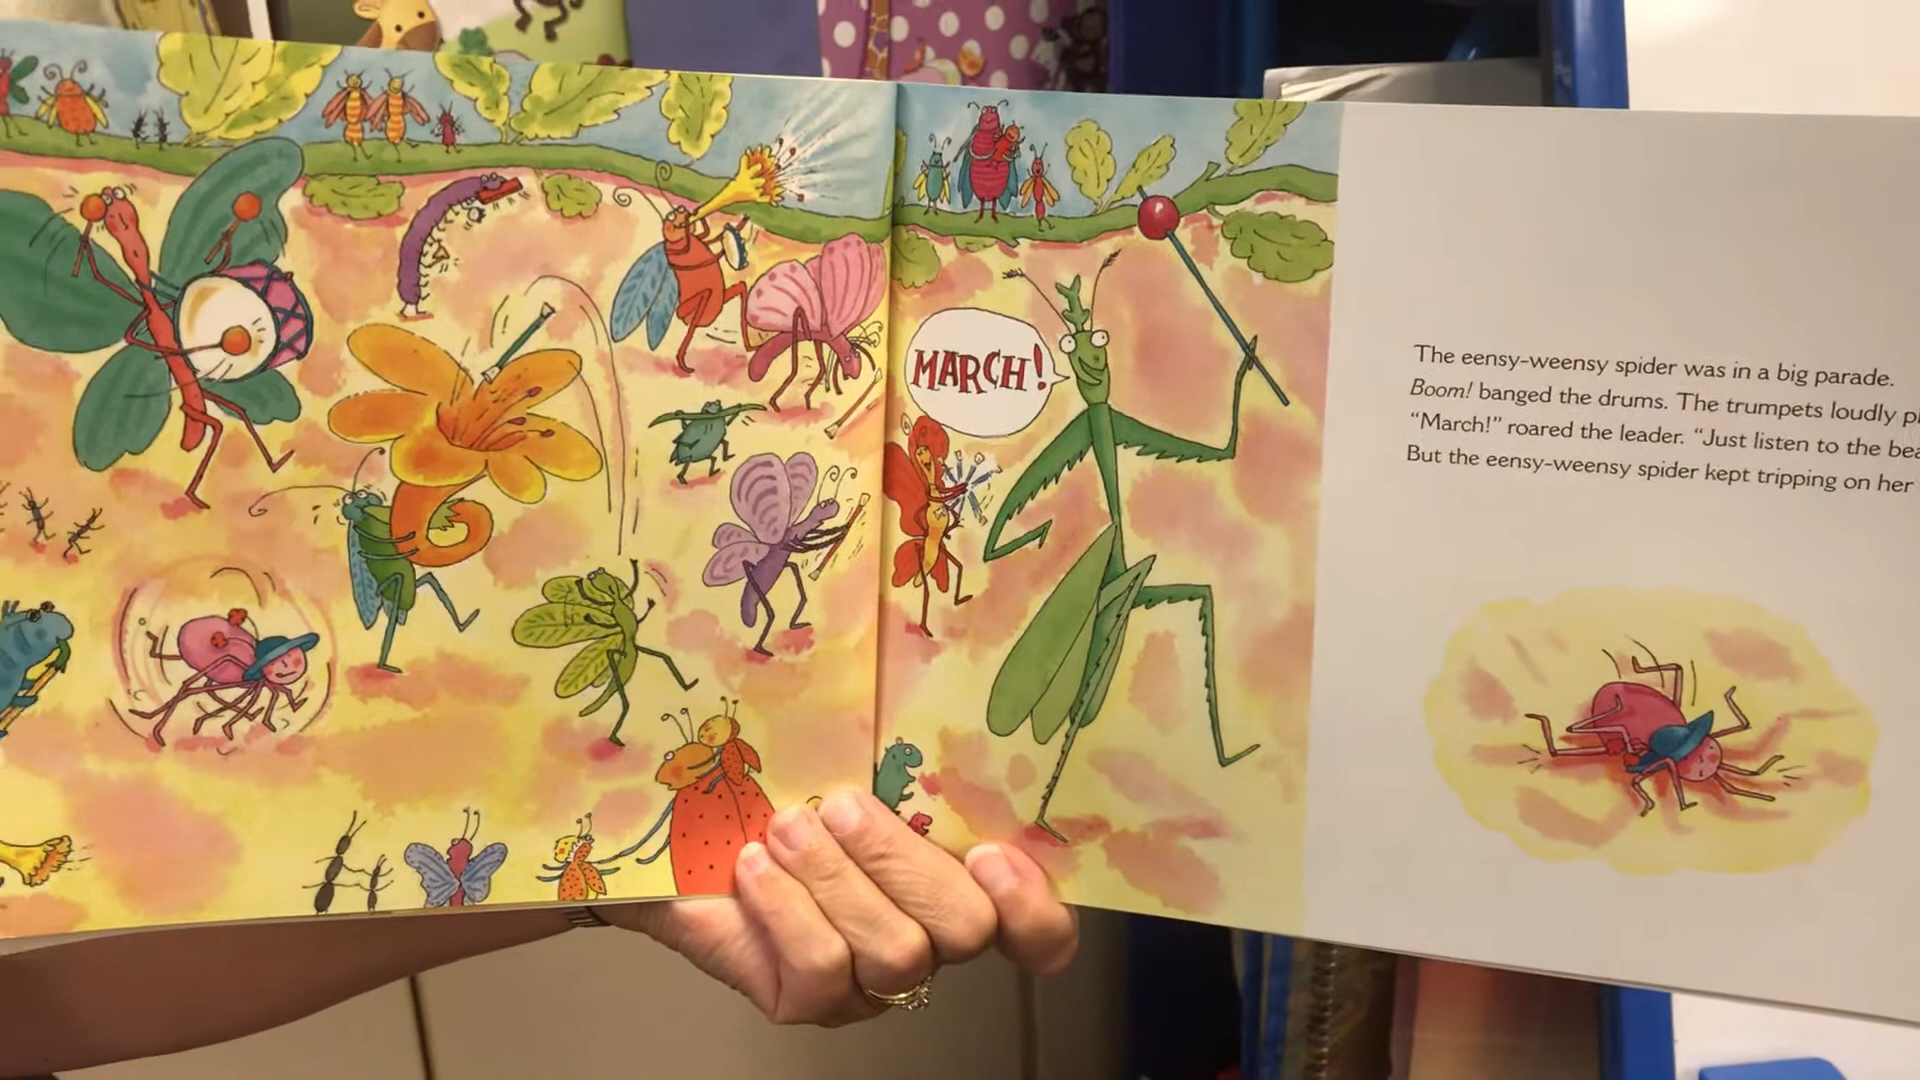 MARCH!
The eensy-weensy spider was in a big parade.
Boom! banged the drums. The trumpets loudly
"March!" roared the leader. "Just listen to the
But the eensy-weensy spider kept tripping on her